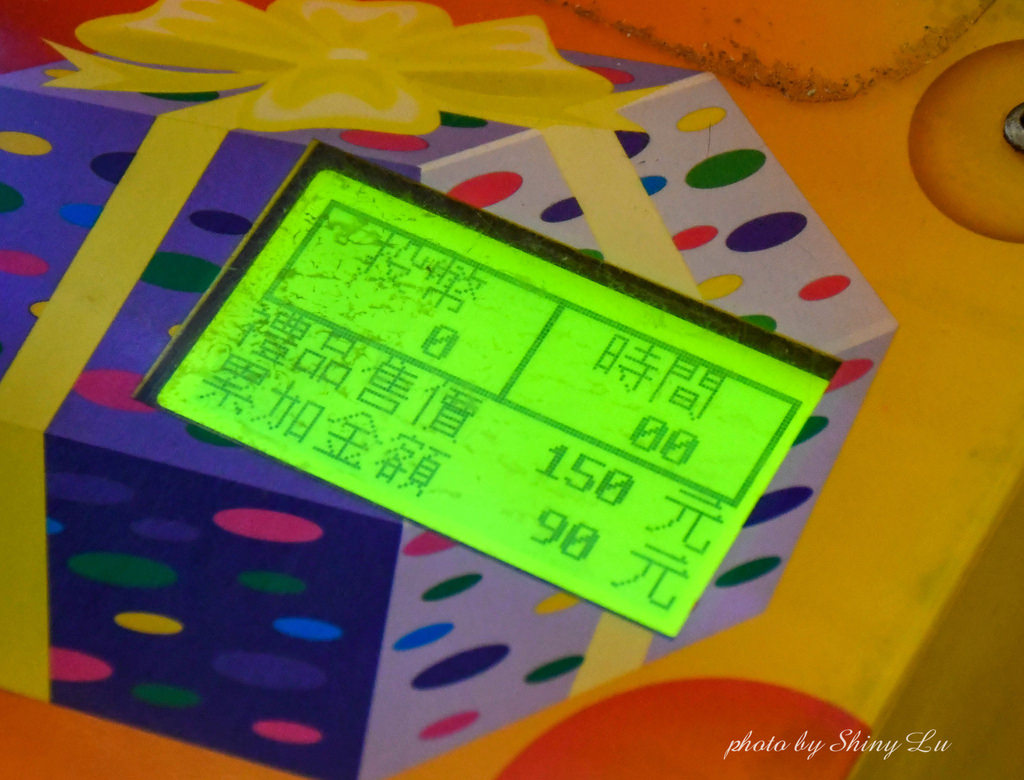 投幣 時間
0 00
禮品售價 150 元
累加金額 90 元
photo by Shiny Lu